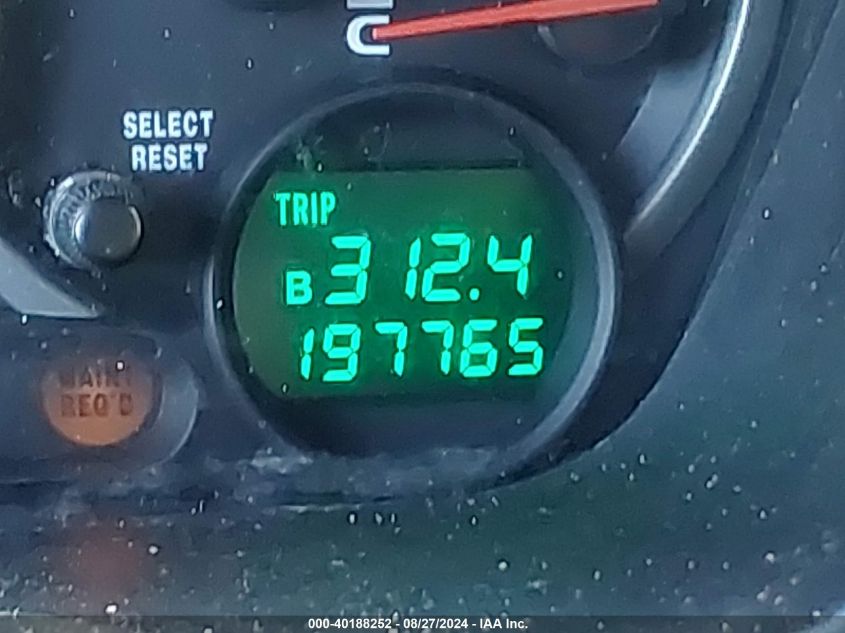 C
SELECT
RESET
TRIP
B 312.4
197765
MAINT
REQ'D
000-40188252 - 08/27/2024 - IAA Inc.